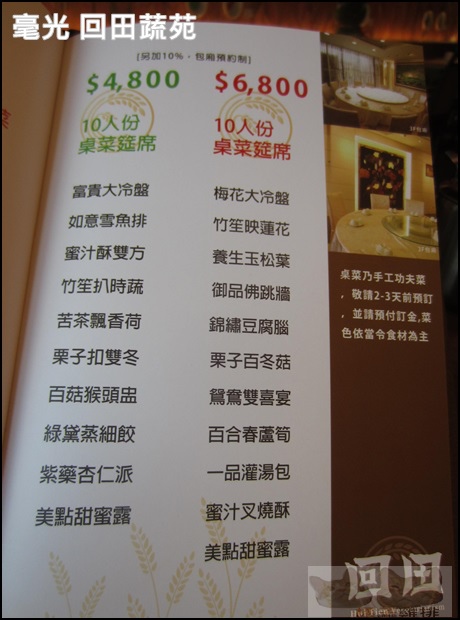 毫光 回田蔬苑
[另加10%，包廂預約制]
$4,800
10人份
桌菜筵席
富貴大冷盤
如意雪魚排
蜜汁酥雙方
竹笙扒時蔬
苦茶飄香荷
栗子扣雙冬
百菇猴頭盅
綠黛蒸細餃
紫藥杏仁派
美點甜蜜露
$6,800
10人份
桌菜筵席
梅花大冷盤
竹笙映蓮花
養生玉松葉
御品佛跳牆
錦繡豆腐腦
栗子百冬菇
鴛鴦雙喜宴
百合春蘆筍
一品灌湯包
蜜汁叉燒酥
美點甜蜜露
桌菜乃手工功夫菜
，敬請2-3天前預訂
，並請預付訂金,菜
色依當令食材為主
回田